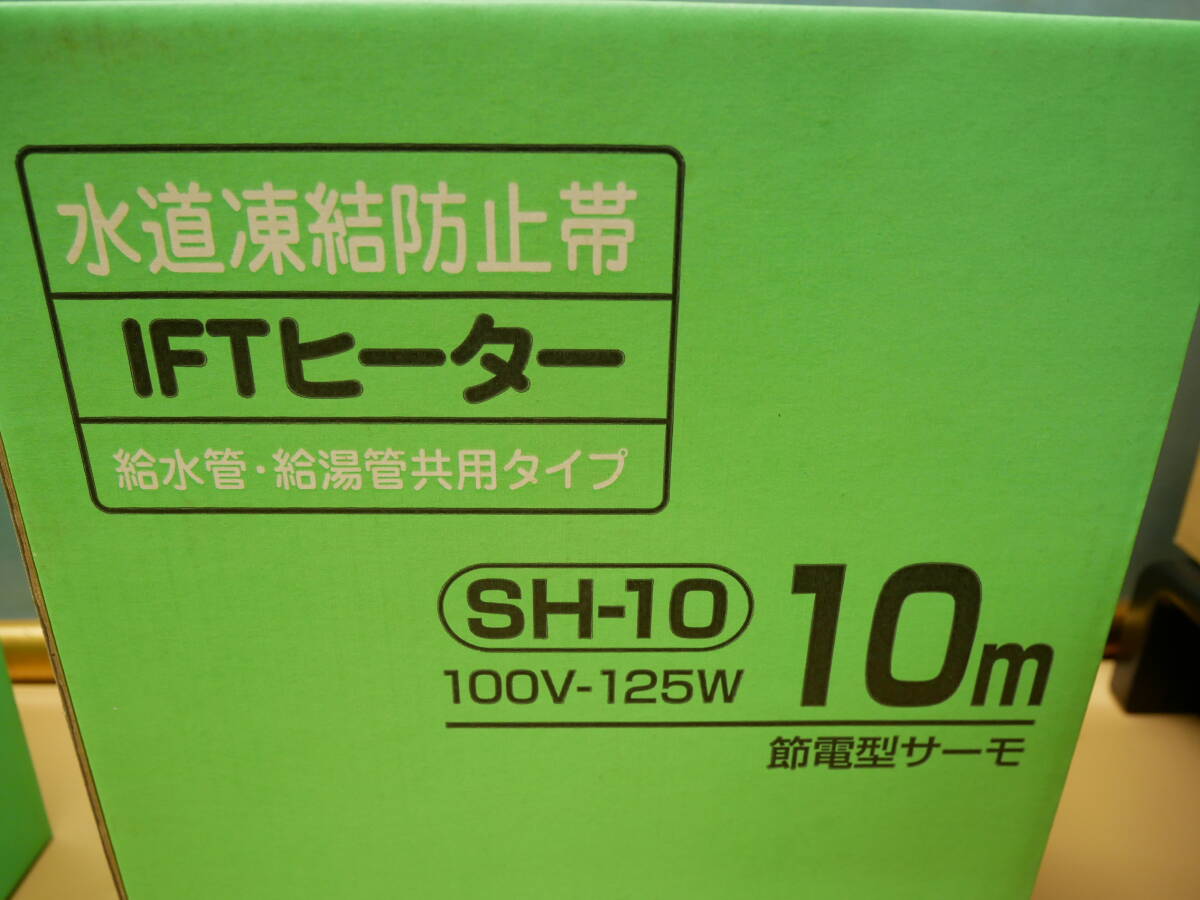 水道凍結防止帯
IFTヒーター
給水管・給湯管共用タイプ
SH-10 10m
100V-125W
節電型サーモ